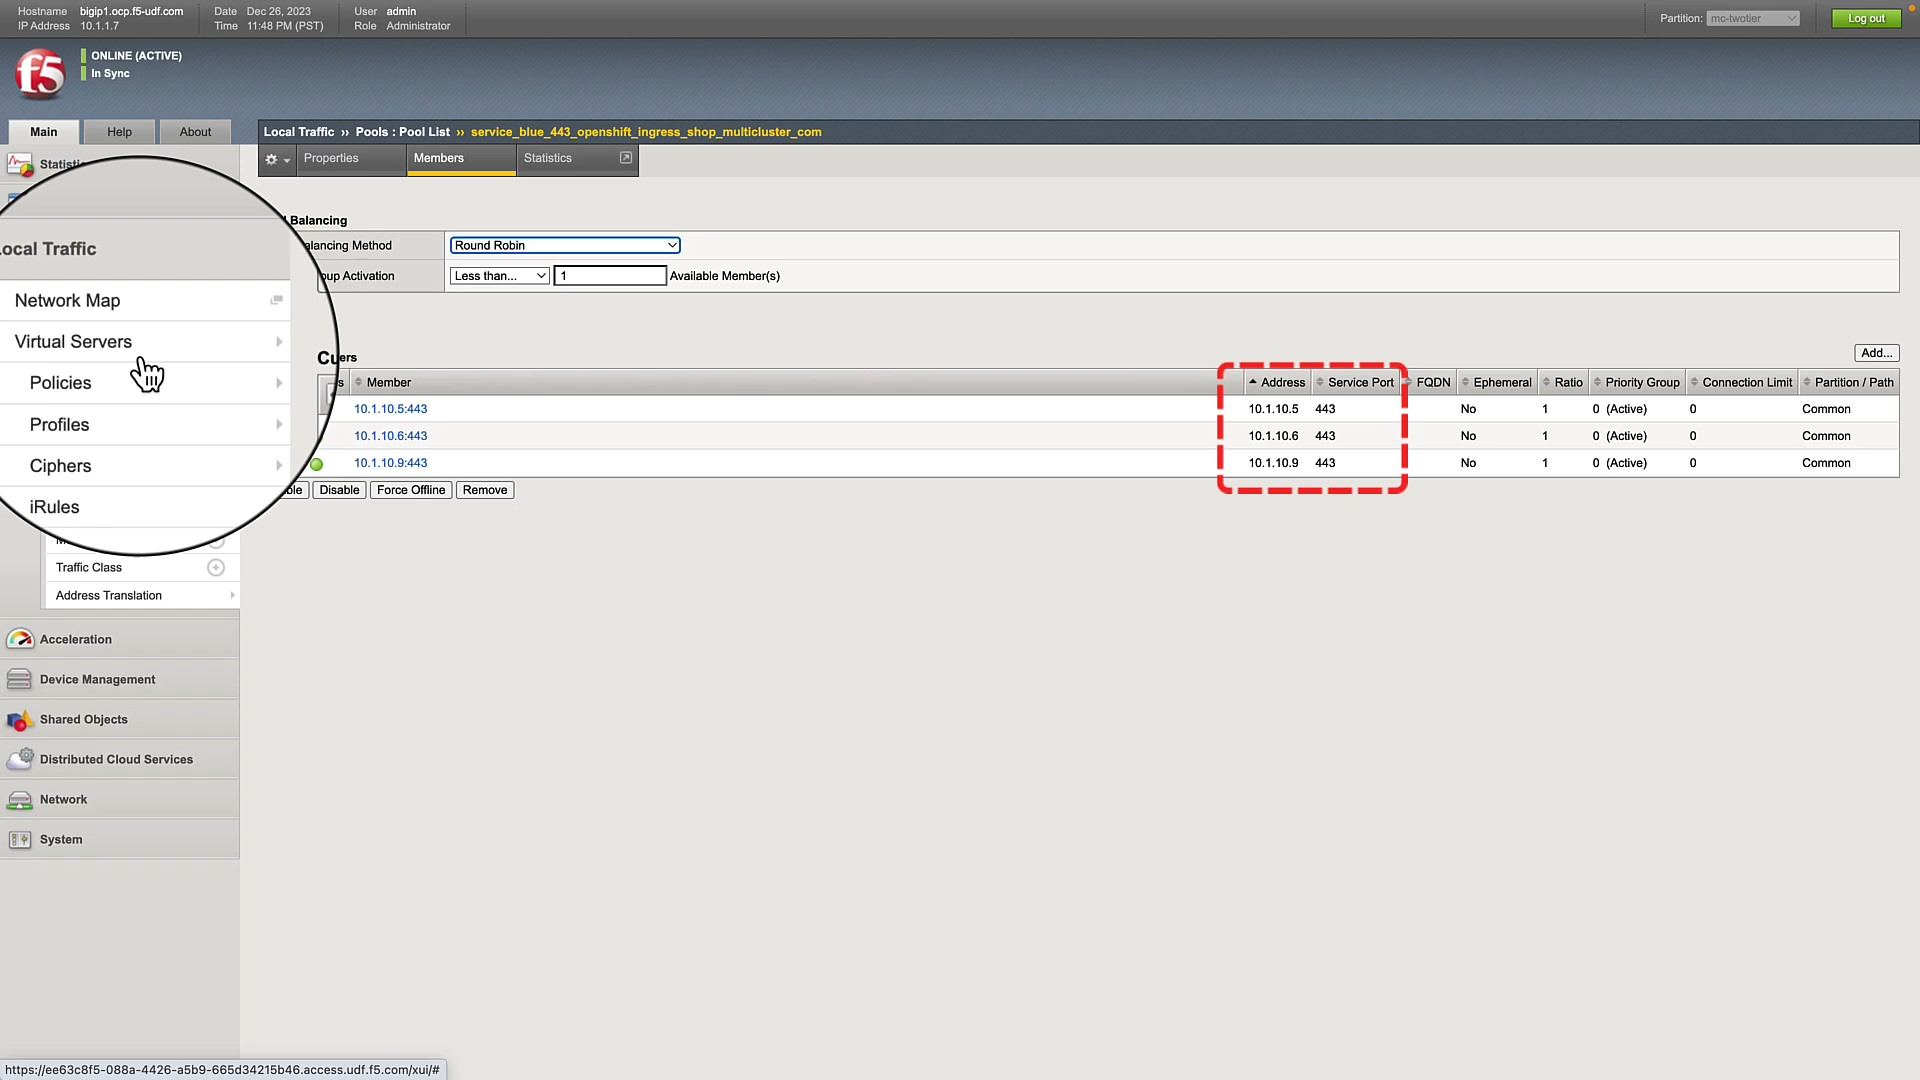 Hostname bigip1.ocp.f5-udf.com Date Dec 26, 2023 User admin
IP Address 10.1.1.7 Time 11:48 PM (PST) Role Administrator
Partition: mc-twotier Log out
f5
ONLINE (ACTIVE)
In Sync
Main Help About
Local Traffic ›› Pools : Pool List ›› service_blue_443_openshift_ingress_shop_multicluster_com
Properties Members Statistics
Local Traffic
Network Map
Virtual Servers
Policies
Profiles
Ciphers
iRules
Traffic Class
Address Translation
Acceleration
Device Management
Shared Objects
Distributed Cloud Services
Network
System
Balancing
Method Round Robin
Activation Less than... 1 Available Member(s)
Add...
Member Address Service Port FQDN Ephemeral Ratio Priority Group Connection Limit Partition / Path
10.1.10.5:443 10.1.10.5 443 No 1 0 (Active) 0 Common
10.1.10.6:443 10.1.10.6 443 No 1 0 (Active) 0 Common
10.1.10.9:443 10.1.10.9 443 No 1 0 (Active) 0 Common
Disable Force Offline Remove
https://ee63c8f5-088a-4426-a5b9-665d34215b46.access.udf.f5.com/xui/#